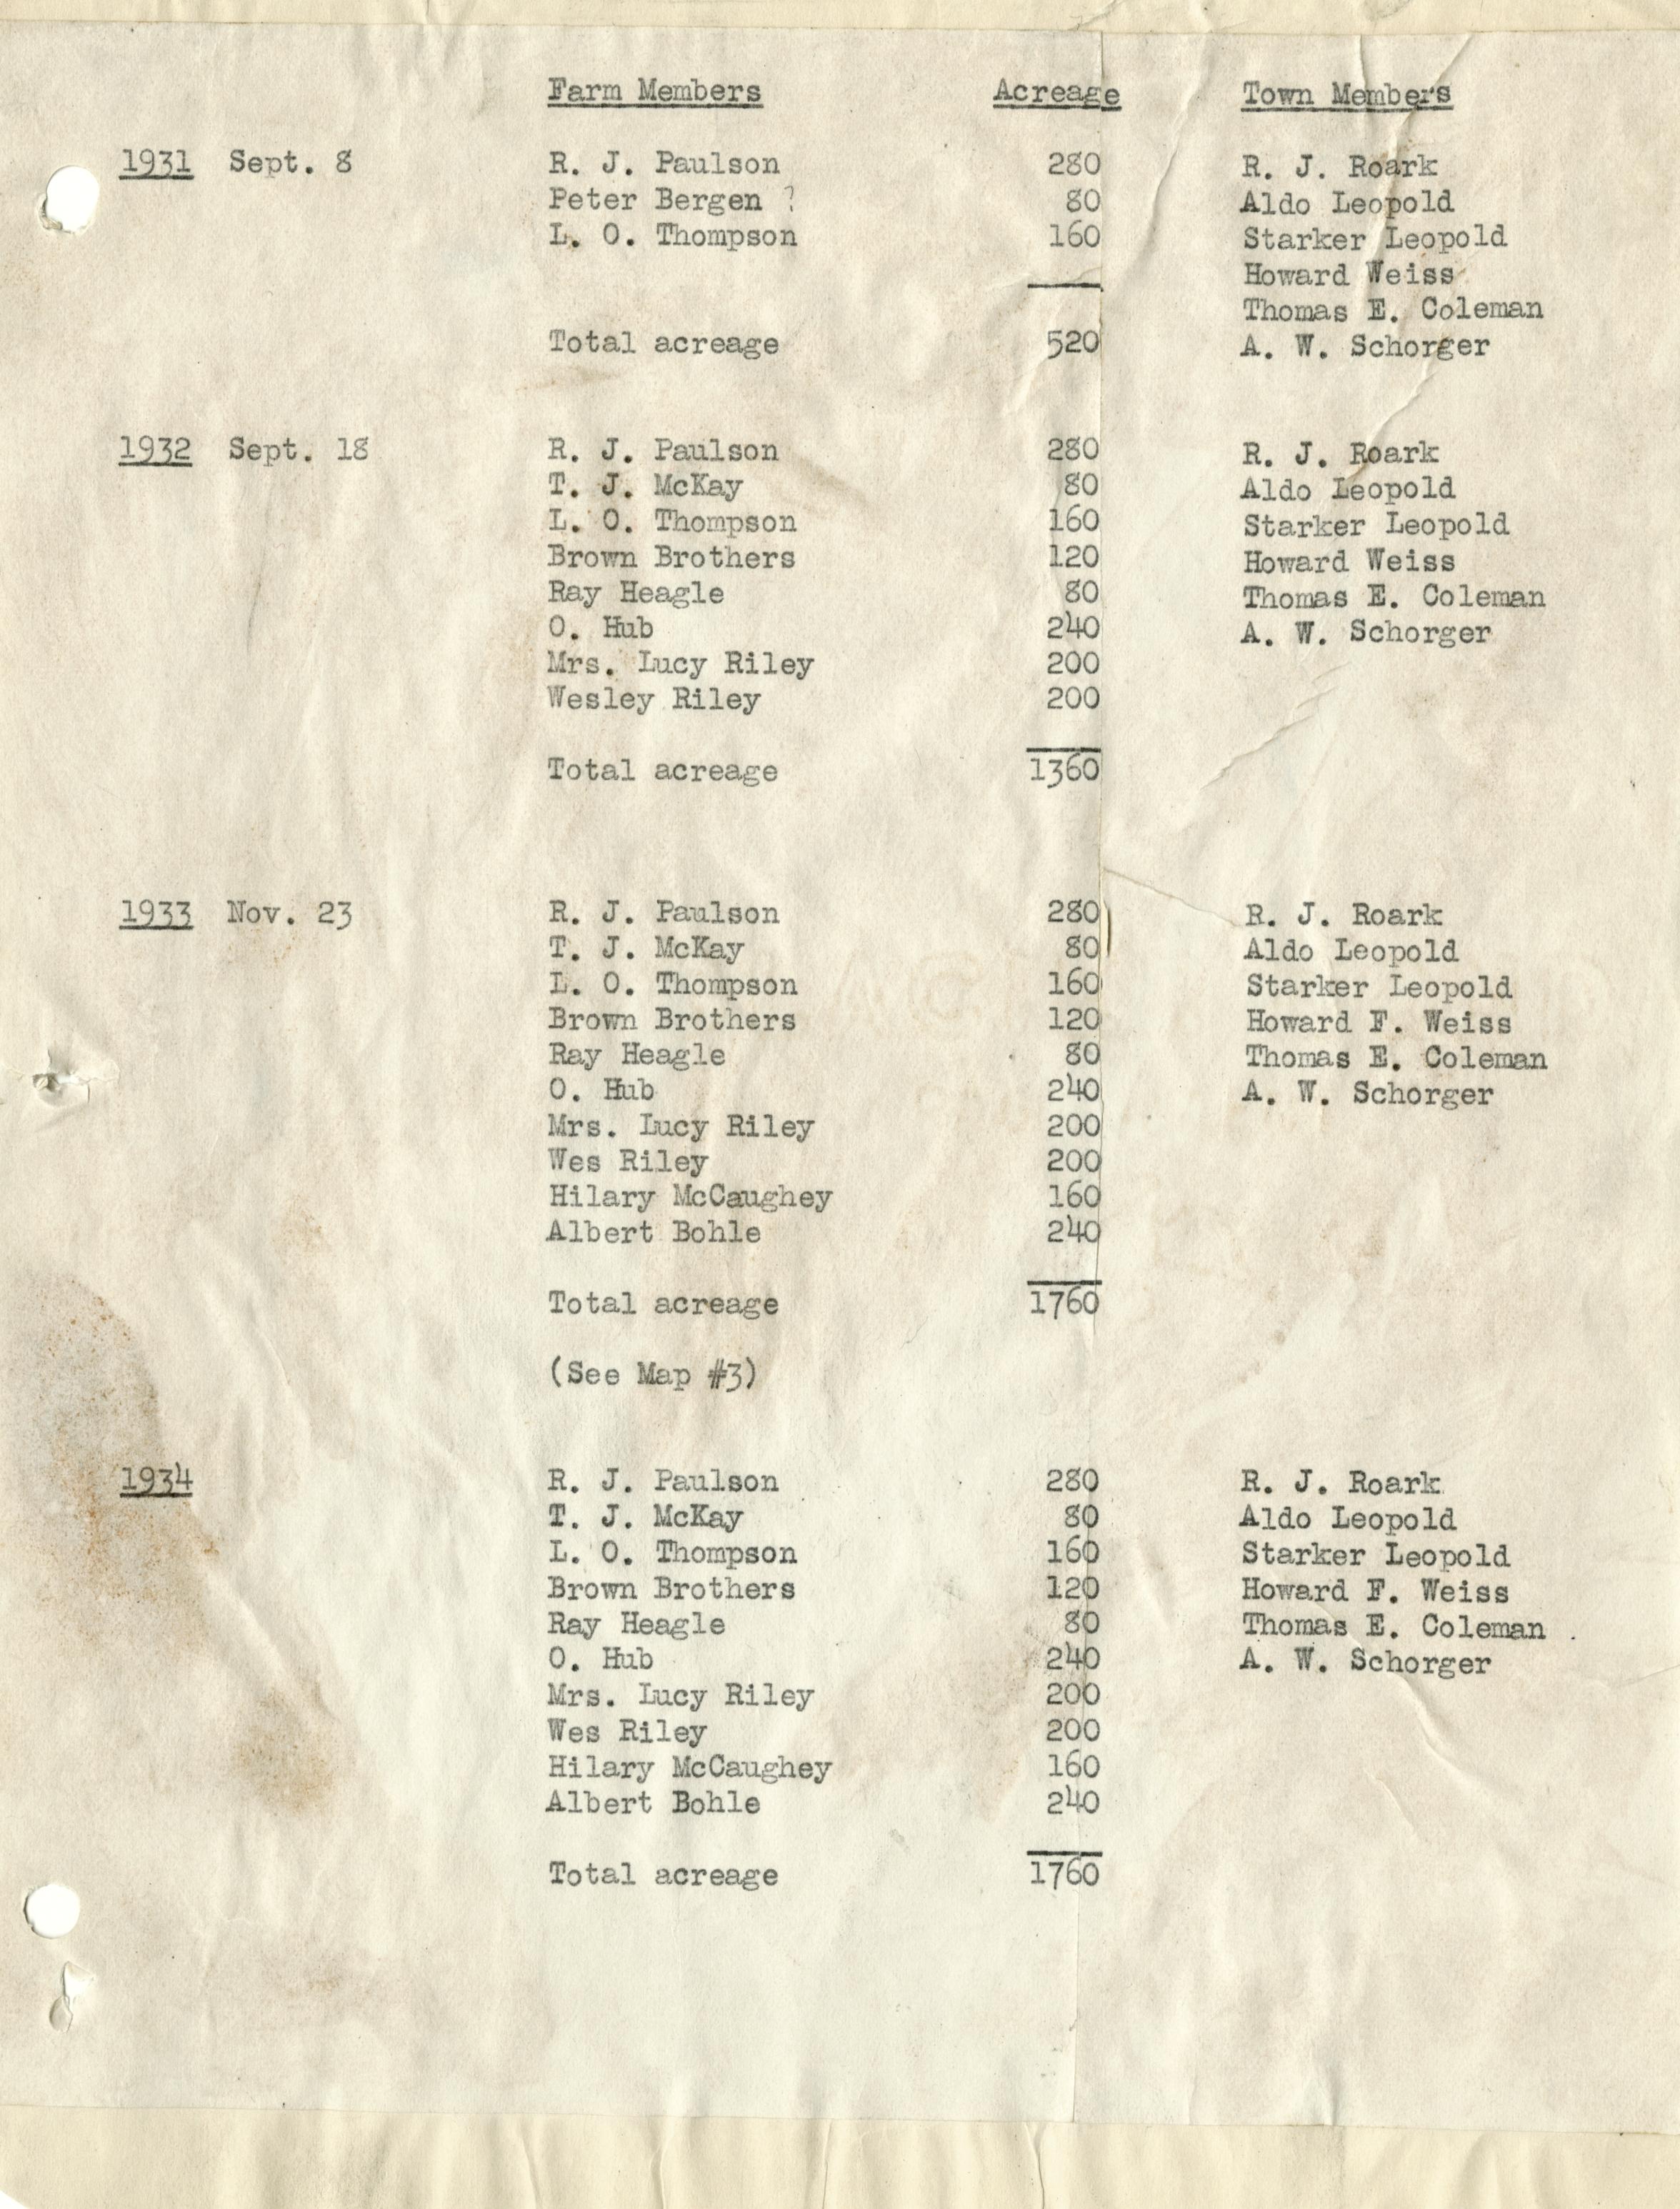 Farm Members Acreage Town Members
1931 Sept. 8 R. J. Paulson 280 R. J. Roark
Peter Bergen ? 80 Aldo Leopold
L. O. Thompson 160 Starker Leopold
Howard Weiss
Thomas E. Coleman
Total acreage 520 A. W. Schorger
1932 Sept. 18 R. J. Paulson 280 R. J. Roark
T. J. McKay 80 Aldo Leopold
L. O. Thompson 160 Starker Leopold
Brown Brothers 120 Howard Weiss
Ray Heagle 80 Thomas E. Coleman
O. Hub 240 A. W. Schorger
Mrs. Lucy Riley 200
Wesley Riley 200
Total acreage 1360
1933 Nov. 23 R. J. Paulson 280 R. J. Roark
T. J. McKay 80 Aldo Leopold
L. O. Thompson 160 Starker Leopold
Brown Brothers 120 Howard F. Weiss
Ray Heagle 80 Thomas E. Coleman
O. Hub 240 A. W. Schorger
Mrs. Lucy Riley 200
Wes Riley 200
Hilary McCaughey 160
Albert Bohle 240
Total acreage 1760
(See Map #3)
1934 R. J. Paulson 280 R. J. Roark
T. J. McKay 80 Aldo Leopold
L. O. Thompson 160 Starker Leopold
Brown Brothers 120 Howard F. Weiss
Ray Heagle 80 Thomas E. Coleman
O. Hub 240 A. W. Schorger
Mrs. Lucy Riley 200
Wes Riley 200
Hilary McCaughey 160
Albert Bohle 240
Total acreage 1760